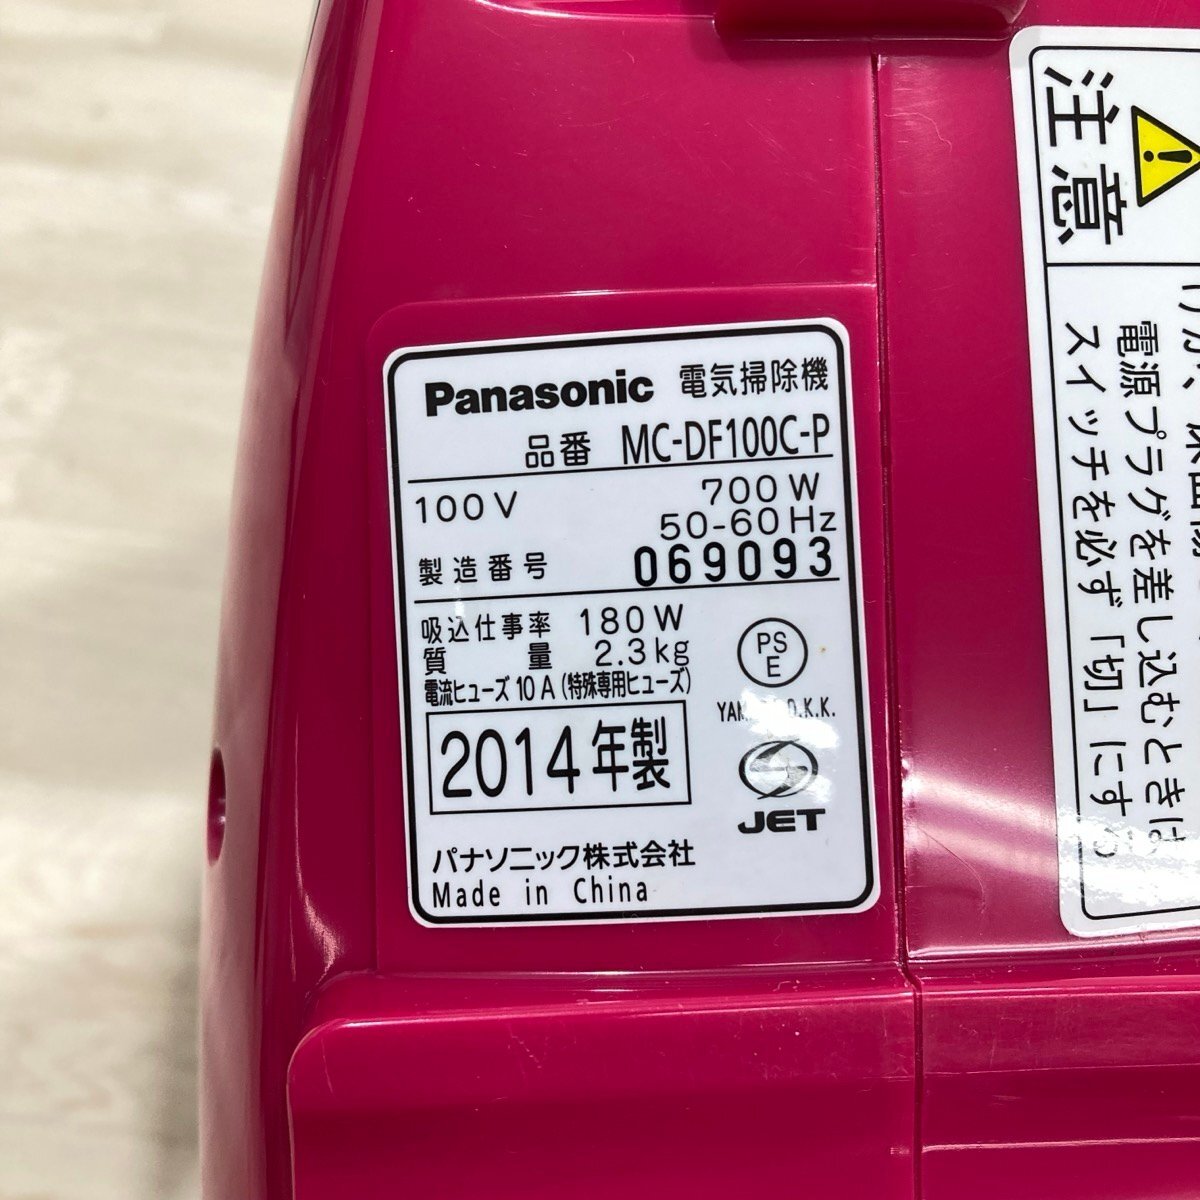 Panasonic 電気掃除機
品番 MC-DF100C-P
100V 700W
50-60Hz
製造番号 069093
吸込仕事率 180W
質量 2.3kg
電流ヒューズ 10A(特殊専用ヒューズ)
PS
E
2014年製
JET
パナソニック株式会社
Made in China
注意
電源プラグを差し込むときは
スイッチを必ず「切」にす